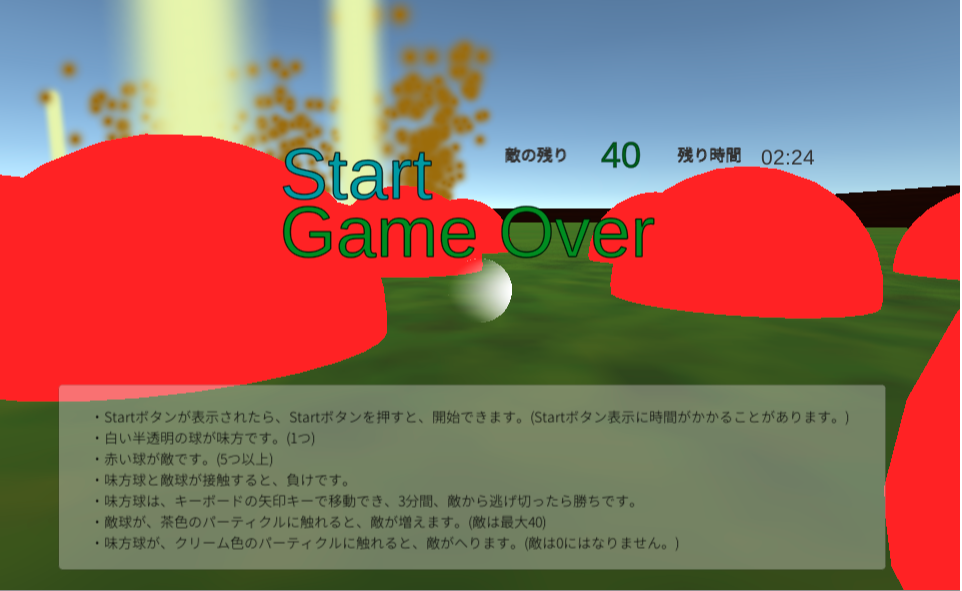 敵の残り 40 残り時間 02:24
Start
Game Over
・Startボタンが表示されたら、Startボタンを押すと、開始できます。(Startボタン表示に時間がかかることがあります。)
・白い半透明の球が味方です。(1つ)
・赤い球が敵です。(5つ以上)
・味方球と敵球が接触すると、負けです。
・味方球は、キーボードの矢印キーで移動でき、3分間、敵から逃げ切ったら勝ちです。
・敵球が、茶色のパーティクルに触れると、敵が増えます。(敵は最大40)
・味方球が、クリーム色のパーティクルに触れると、敵がへります。(敵は0にはなりません。)